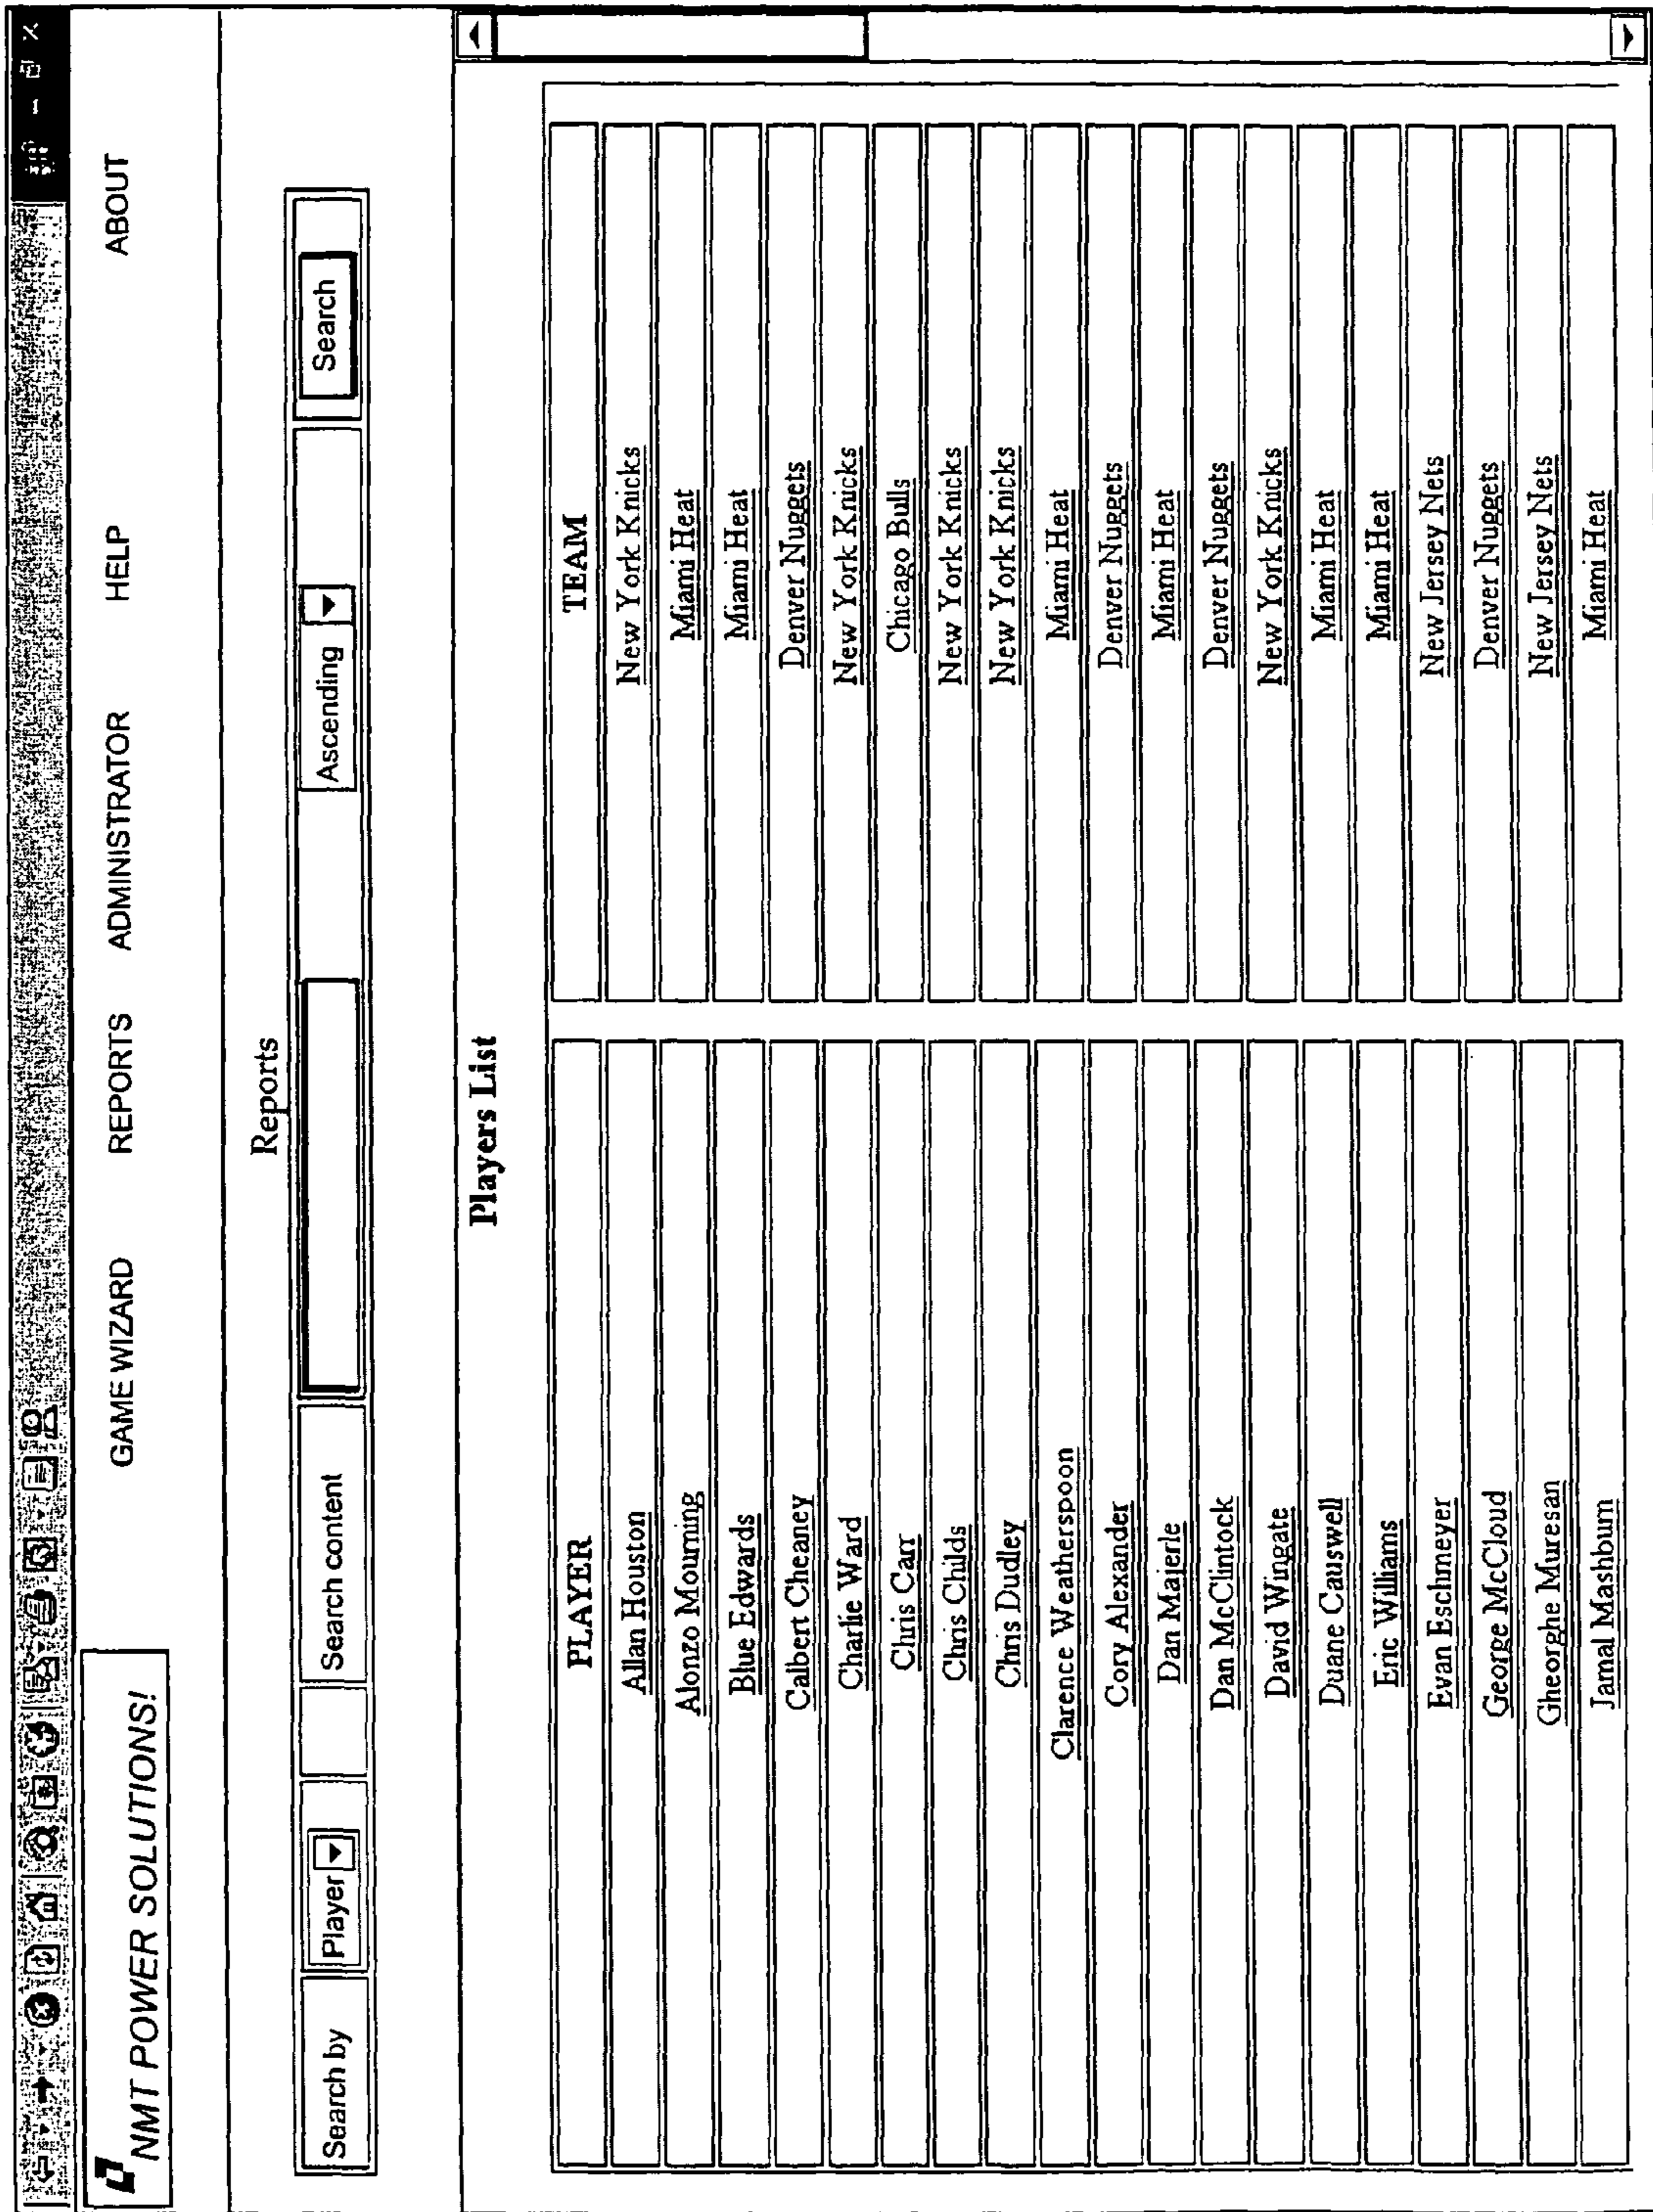 NMT POWER SOLUTIONS! GAME WIZARD REPORTS ADMINISTRATOR HELP ABOUT
Reports
Search by Player Search content Ascending Search
Players List
PLAYER TEAM
Allan Houston New York Knicks
Alonzo Mourning Miami Heat
Blue Edwards Miami Heat
Calbert Cheaney Denver Nuggets
Charlie Ward New York Knicks
Chris Carr Chicago Bulls
Chris Childs New York Knicks
Chris Dudley New York Knicks
Clarence Weatherspoon Miami Heat
Cory Alexander Denver Nuggets
Dan Majerle Miami Heat
Dan McClintock Denver Nuggets
David Wingate New York Knicks
Duane Causwell Miami Heat
Eric Williams Miami Heat
Evan Eschmeyer New Jersey Nets
George McCloud Denver Nuggets
Gheorghe Muresan New Jersey Nets
Jamal Mashburn Miami Heat